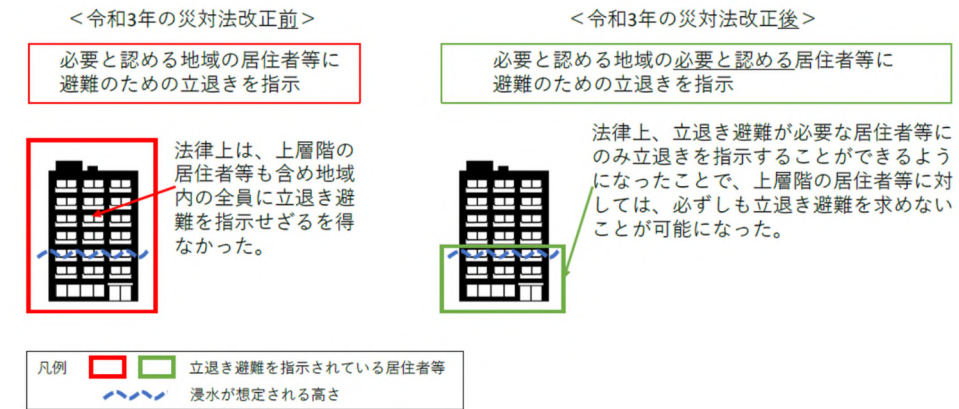 ＜令和3年の災対法改正前＞
必要と認める地域の居住者等に
避難のための立退きを指示
法律上は、上層階の
居住者等も含め地域
内の全員に立退き避
難を指示せざるを得
なかった。
＜令和3年の災対法改正後＞
必要と認める地域の必要と認める居住者等に
避難のための立退きを指示
法律上、立退き避難が必要な居住者等に
のみ立退きを指示することができるよう
になったことで、上層階の居住者等に対
しては、必ずしも立退き避難を求めない
ことが可能になった。
凡例
立退き避難を指示されている居住者等
浸水が想定される高さ